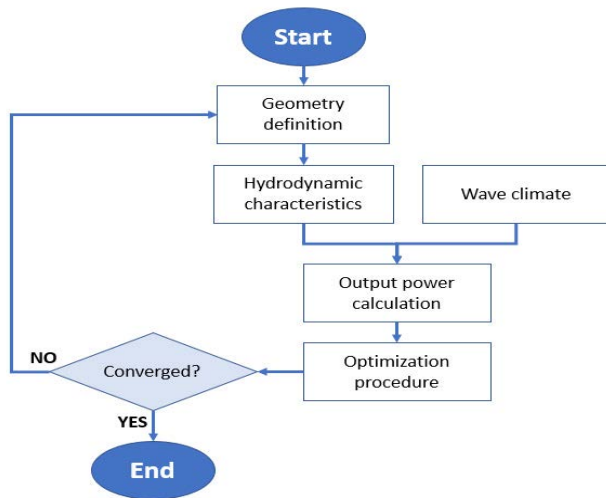 Start
Geometry
definition
Hydrodynamic
characteristics
Wave climate
Output power
calculation
Optimization
procedure
Converged?
NO
YES
End